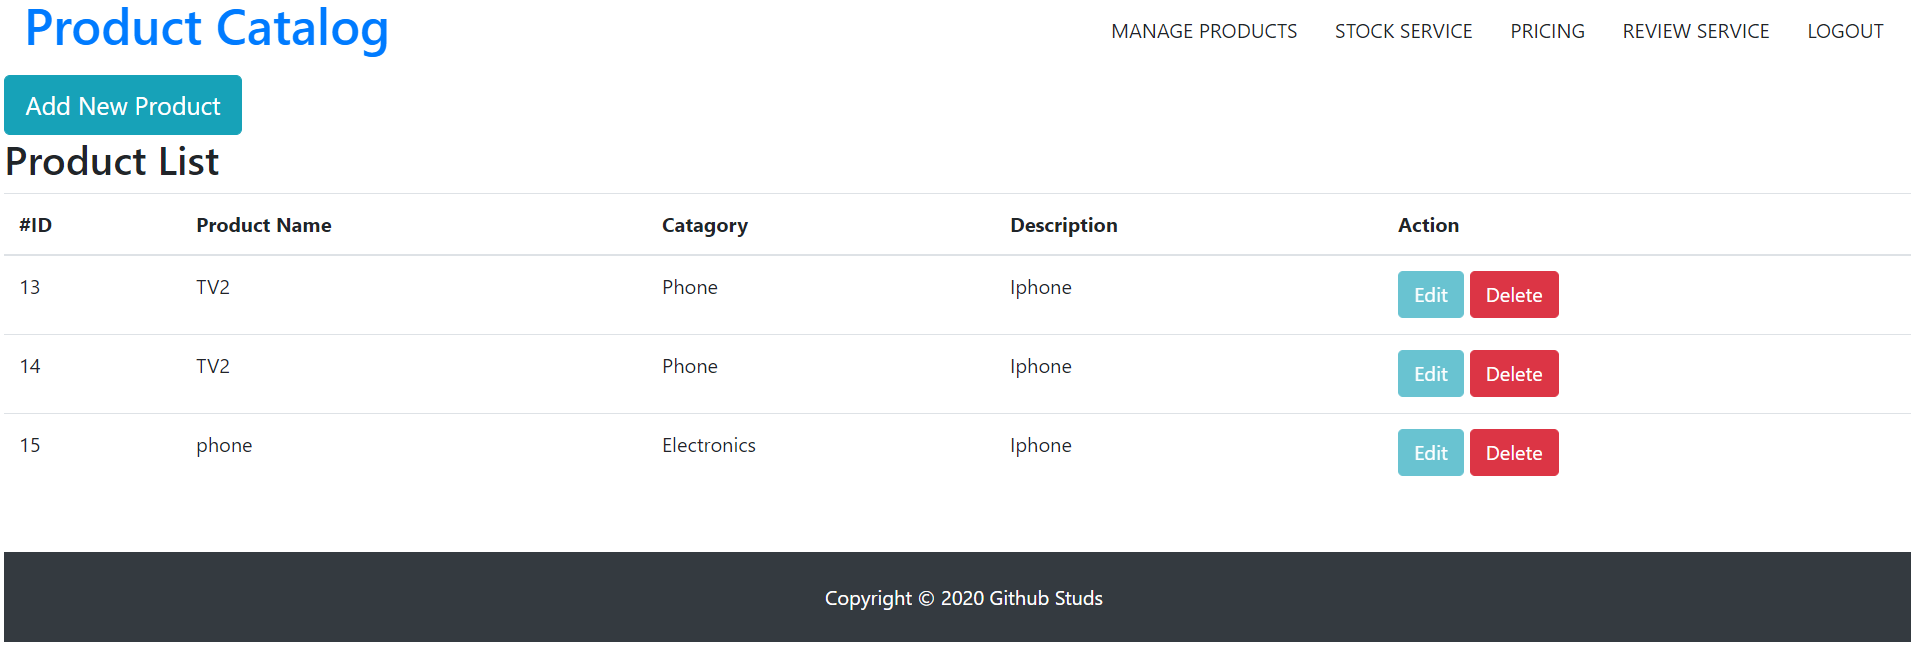 Product Catalog MANAGE PRODUCTS STOCK SERVICE PRICING REVIEW SERVICE LOGOUT
Add New Product
Product List
#ID Product Name Catagory Description Action
13 TV2 Phone Iphone Edit Delete
14 TV2 Phone Iphone Edit Delete
15 phone Electronics Iphone Edit Delete
Copyright © 2020 Github Studs